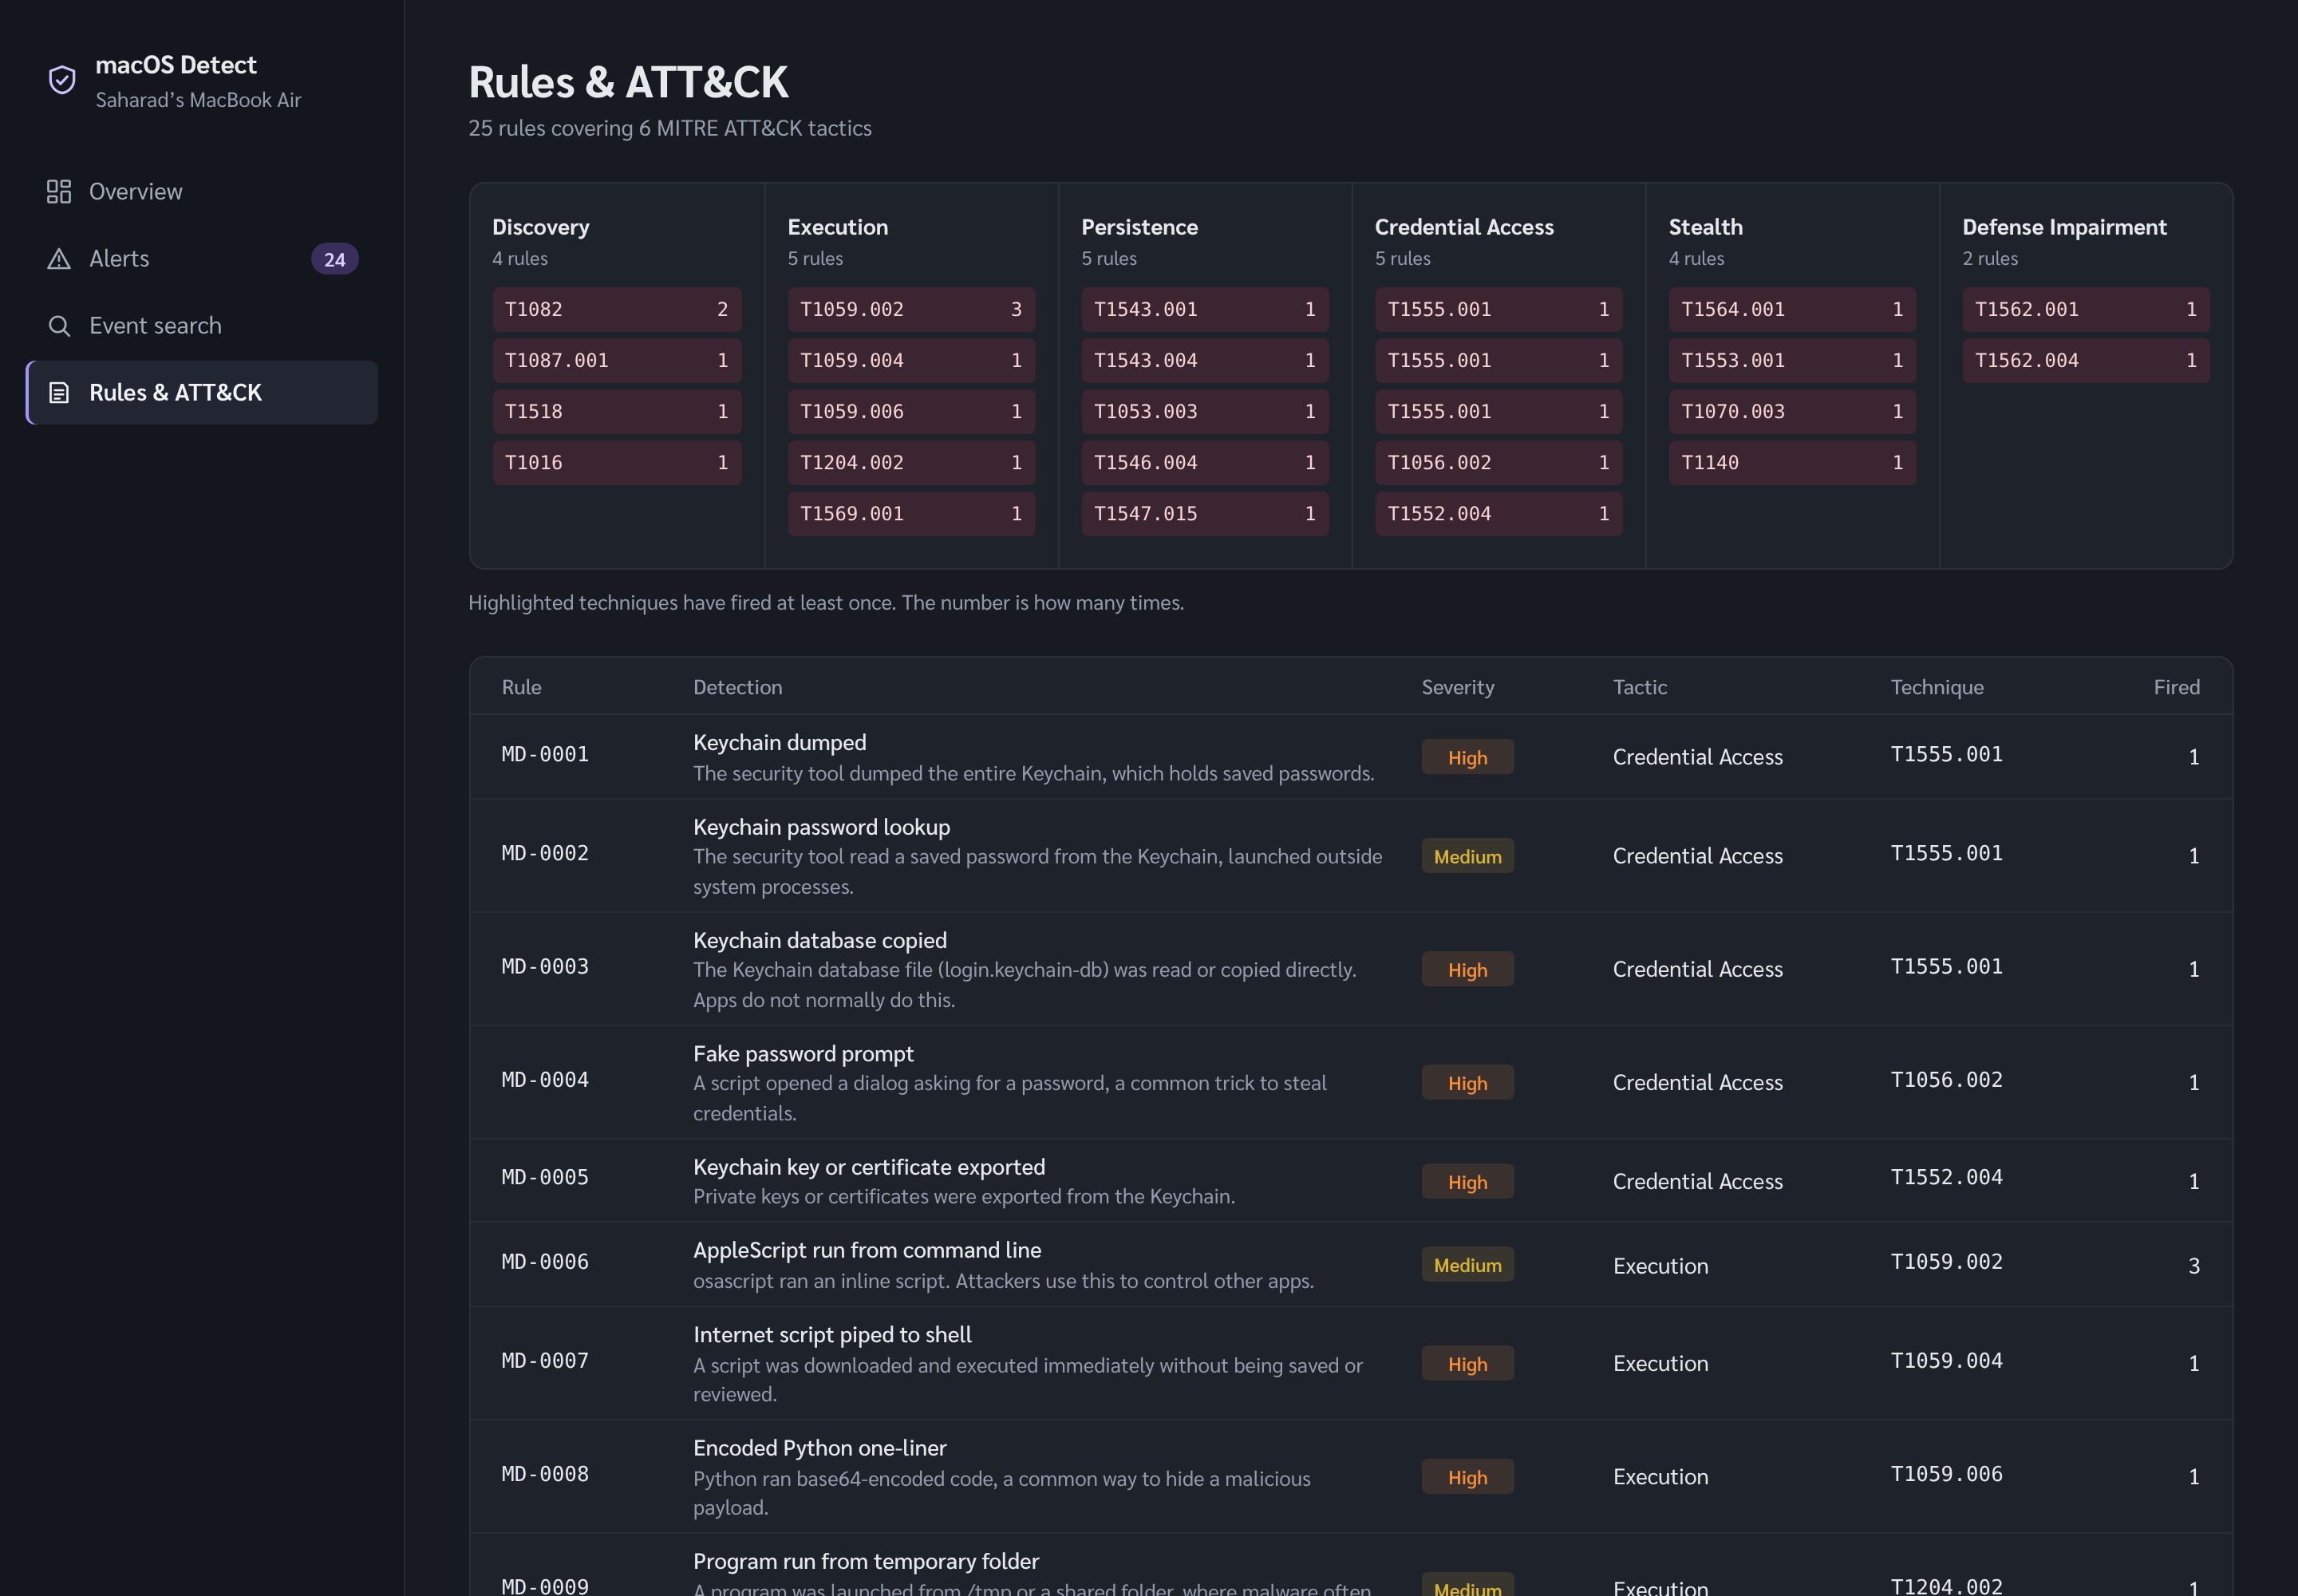 macOS Detect
Saharad’s MacBook Air
Overview
Alerts 24
Event search
Rules & ATT&CK
Rules & ATT&CK
25 rules covering 6 MITRE ATT&CK tactics
Discovery
4 rules
T1082 2
T1087.001 1
T1518 1
T1016 1
Execution
5 rules
T1059.002 3
T1059.004 1
T1059.006 1
T1204.002 1
T1569.001 1
Persistence
5 rules
T1543.001 1
T1543.004 1
T1053.003 1
T1546.004 1
T1547.015 1
Credential Access
5 rules
T1555.001 1
T1555.001 1
T1555.001 1
T1056.002 1
T1552.004 1
Stealth
4 rules
T1564.001 1
T1553.001 1
T1070.003 1
T1140 1
Defense Impairment
2 rules
T1562.001 1
T1562.004 1
Highlighted techniques have fired at least once. The number is how many times.
Rule Detection Severity Tactic Technique Fired
MD-0001 Keychain dumped High Credential Access T1555.001 1
The security tool dumped the entire Keychain, which holds saved passwords.
MD-0002 Keychain password lookup Medium Credential Access T1555.001 1
The security tool read a saved password from the Keychain, launched outside
system processes.
MD-0003 Keychain database copied High Credential Access T1555.001 1
The Keychain database file (login.keychain-db) was read or copied directly.
Apps do not normally do this.
MD-0004 Fake password prompt High Credential Access T1056.002 1
A script opened a dialog asking for a password, a common trick to steal
credentials.
MD-0005 Keychain key or certificate exported High Credential Access T1552.004 1
Private keys or certificates were exported from the Keychain.
MD-0006 AppleScript run from command line Medium Execution T1059.002 3
osascript ran an inline script. Attackers use this to control other apps.
MD-0007 Internet script piped to shell High Execution T1059.004 1
A script was downloaded and executed immediately without being saved or
reviewed.
MD-0008 Encoded Python one-liner High Execution T1059.006 1
Python ran base64-encoded code, a common way to hide a malicious
payload.
MD-0009 Program run from temporary folder Medium Execution T1204.002 1
A program was launched from /tmp or a shared folder, where malware often